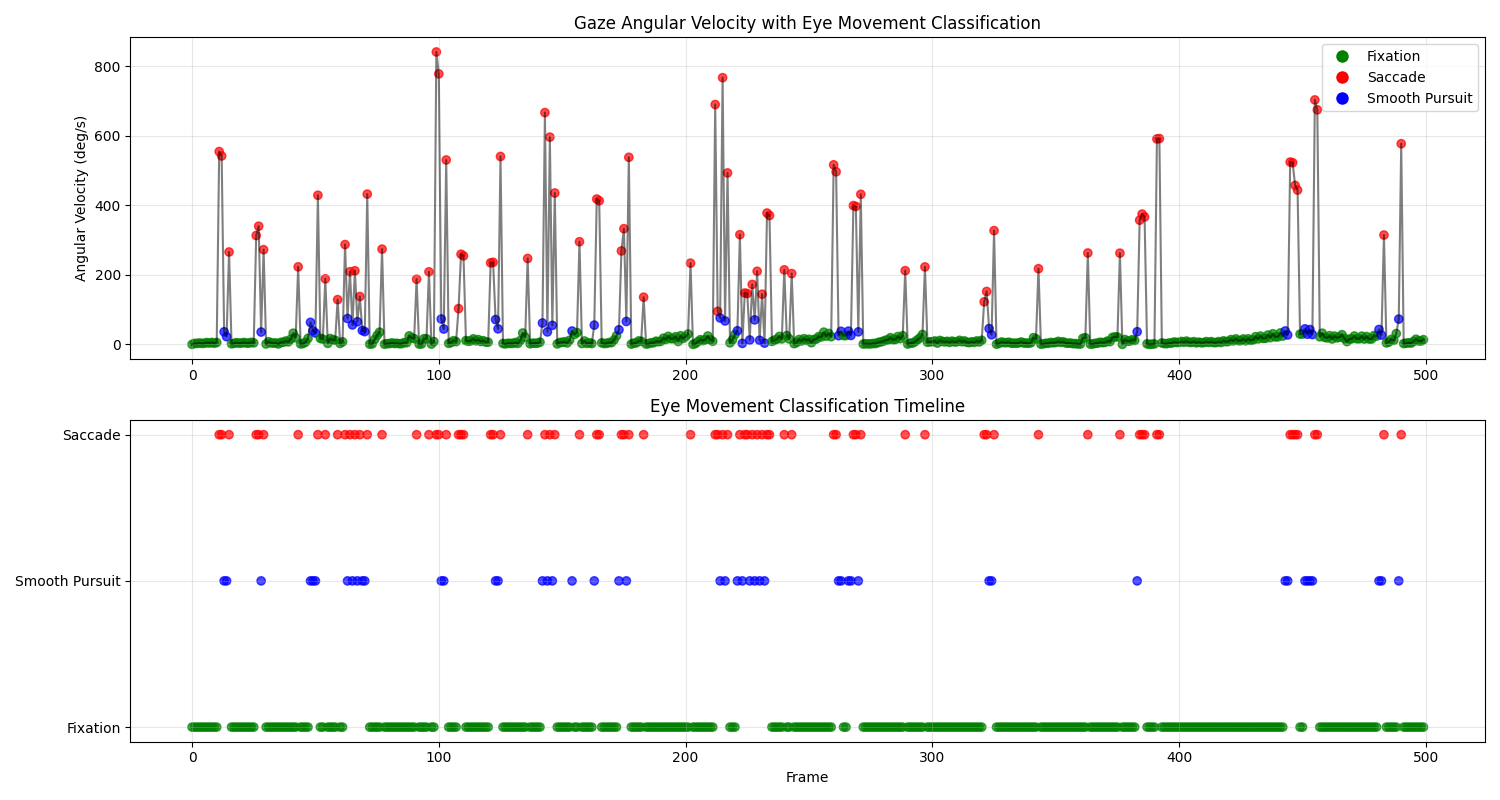 Gaze Angular Velocity with Eye Movement Classification
Angular Velocity (deg/s)
800
600
400
200
0
Fixation
Saccade
Smooth Pursuit
0 100 200 300 400 500
Eye Movement Classification Timeline
Saccade
Smooth Pursuit
Fixation
0 100 200 300 400 500
Frame